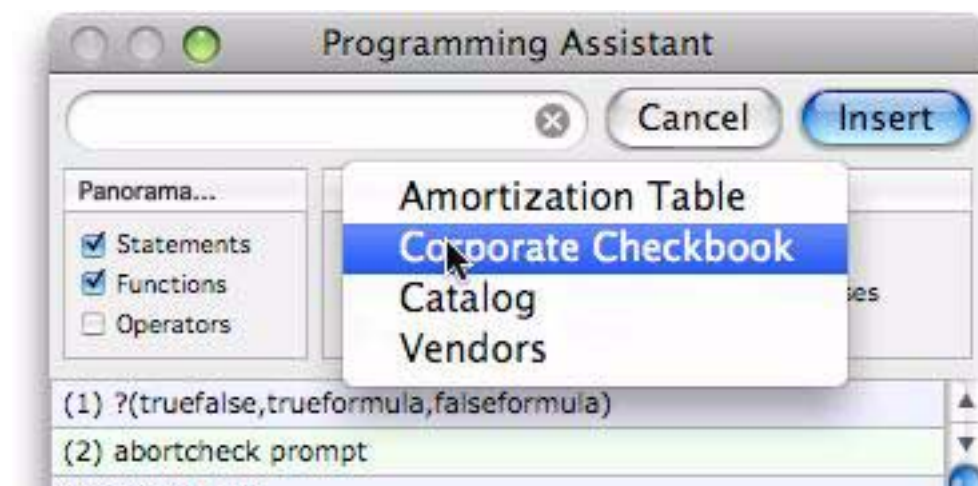 Programming Assistant
Cancel Insert
Panorama...
Statements
Functions
Operators
Amortization Table
Corporate Checkbook
Catalog
Vendors
(1) ?(truefalse,trueformula,falseformula)
(2) abortcheck prompt